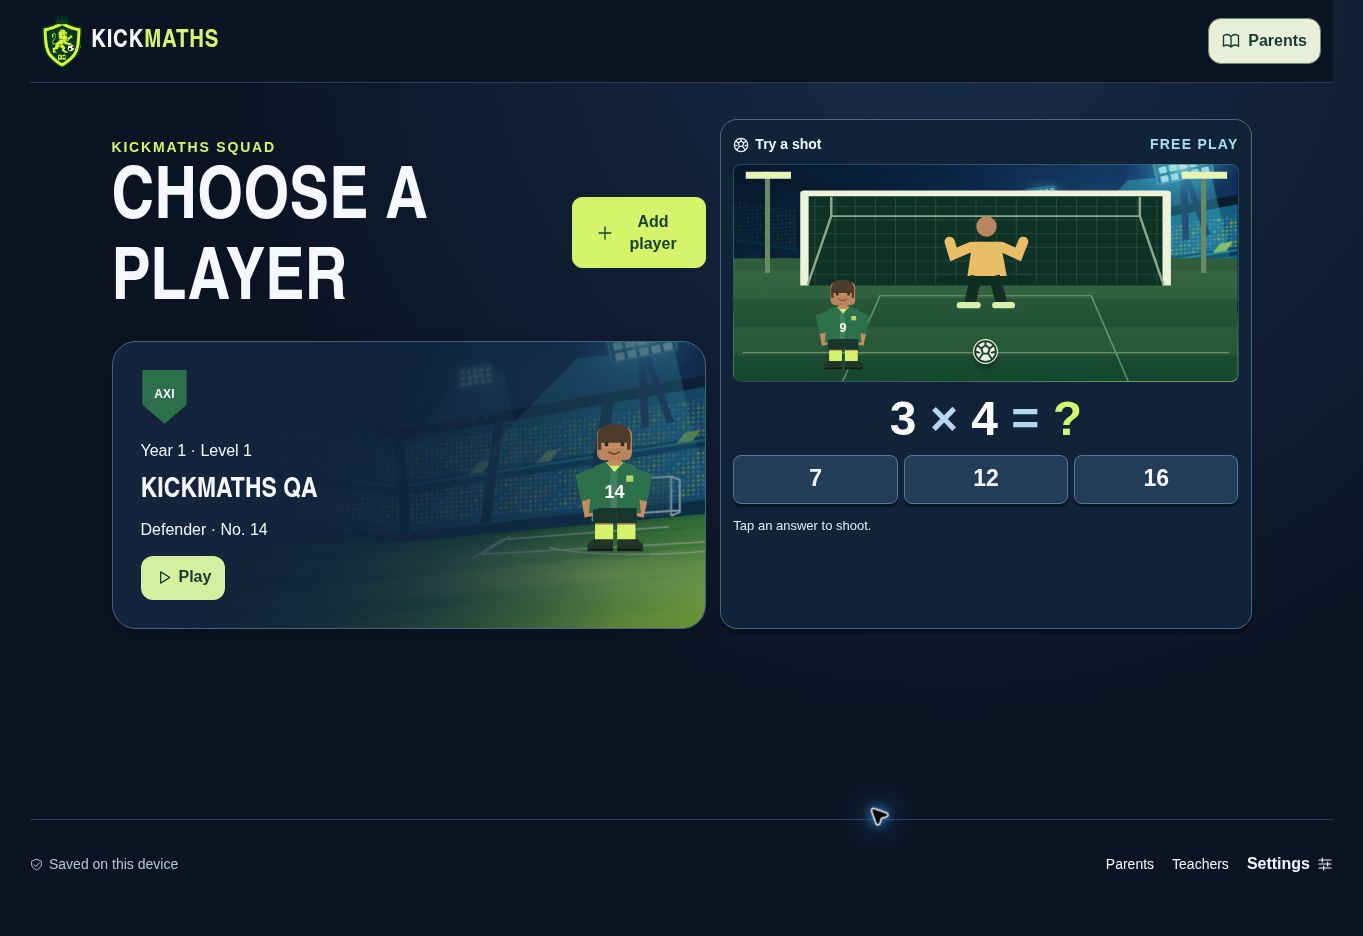 KICKMATHS
Parents
KICKMATHS SQUAD
CHOOSE A
PLAYER
Add
player
AXI
Year 1 · Level 1
KICKMATHS QA
Defender · No. 14
Play
14
Try a shot
FREE PLAY
9
3 × 4 = ?
7
12
16
Tap an answer to shoot.
Saved on this device
Parents
Teachers
Settings